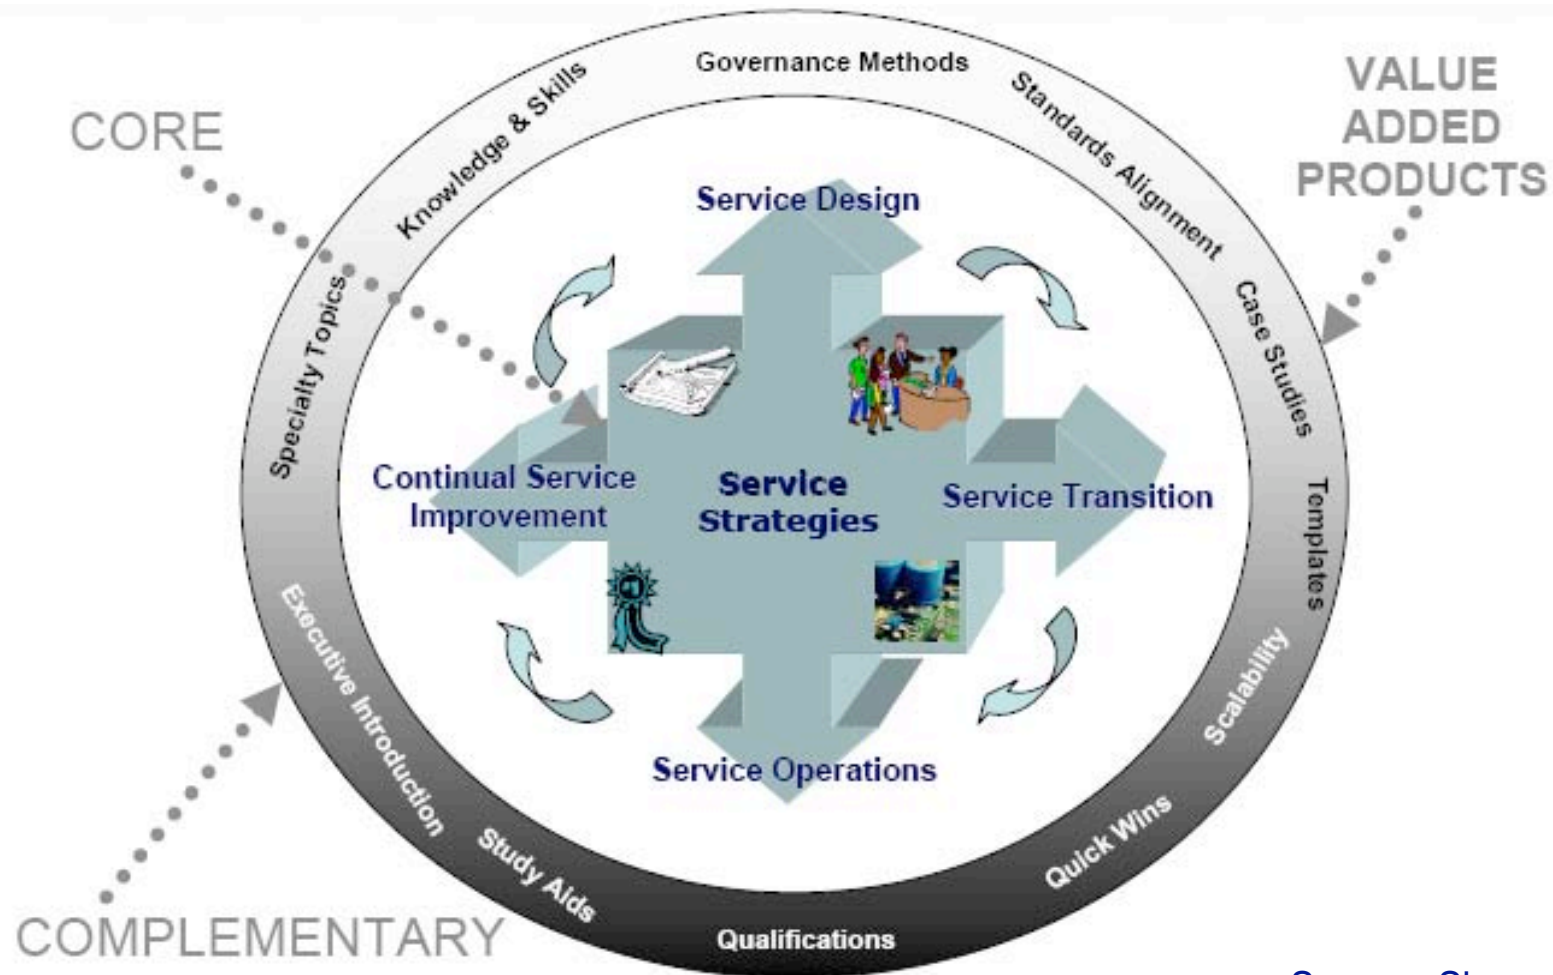 Governance Methods
Knowledge & Skills
Standards Alignment
VALUE
ADDED
PRODUCTS
CORE
Service Design
Specialty Topics
Case Studies
Continual Service
Improvement
Service
Strategies
Service Transition
Templates
Executive Introduction
Scalability
Service Operations
Study Aids
Quick Wins
COMPLEMENTARY
Qualifications